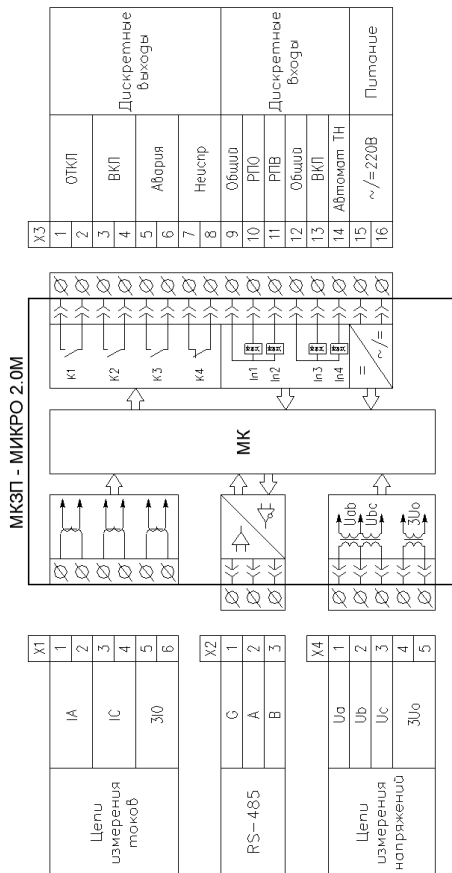 МКЗП - МИКРО 2.0М
X1
Цепи
измерения
токов
IA
1
2
IC
3
4
3IO
5
6
X2
RS-485
G
1
A
2
B
3
X4
Цепи
измерения
напряжений
Ua
1
Ub
2
Uc
3
3Uo
4
5
Uab
Ubc
3Uo
МК
K1
K2
K3
K4
In1
In2
In3
In4
=
~/=
X3
1
2
ОТКЛ
3
4
ВКЛ
5
6
Авария
7
8
Неиспр
Дискретные
выходы
9
Общий
10
РПО
11
РПВ
12
Общий
13
ВКЛ
14
Автомат ТН
Дискретные
входы
15
16
~/=220В
Питание